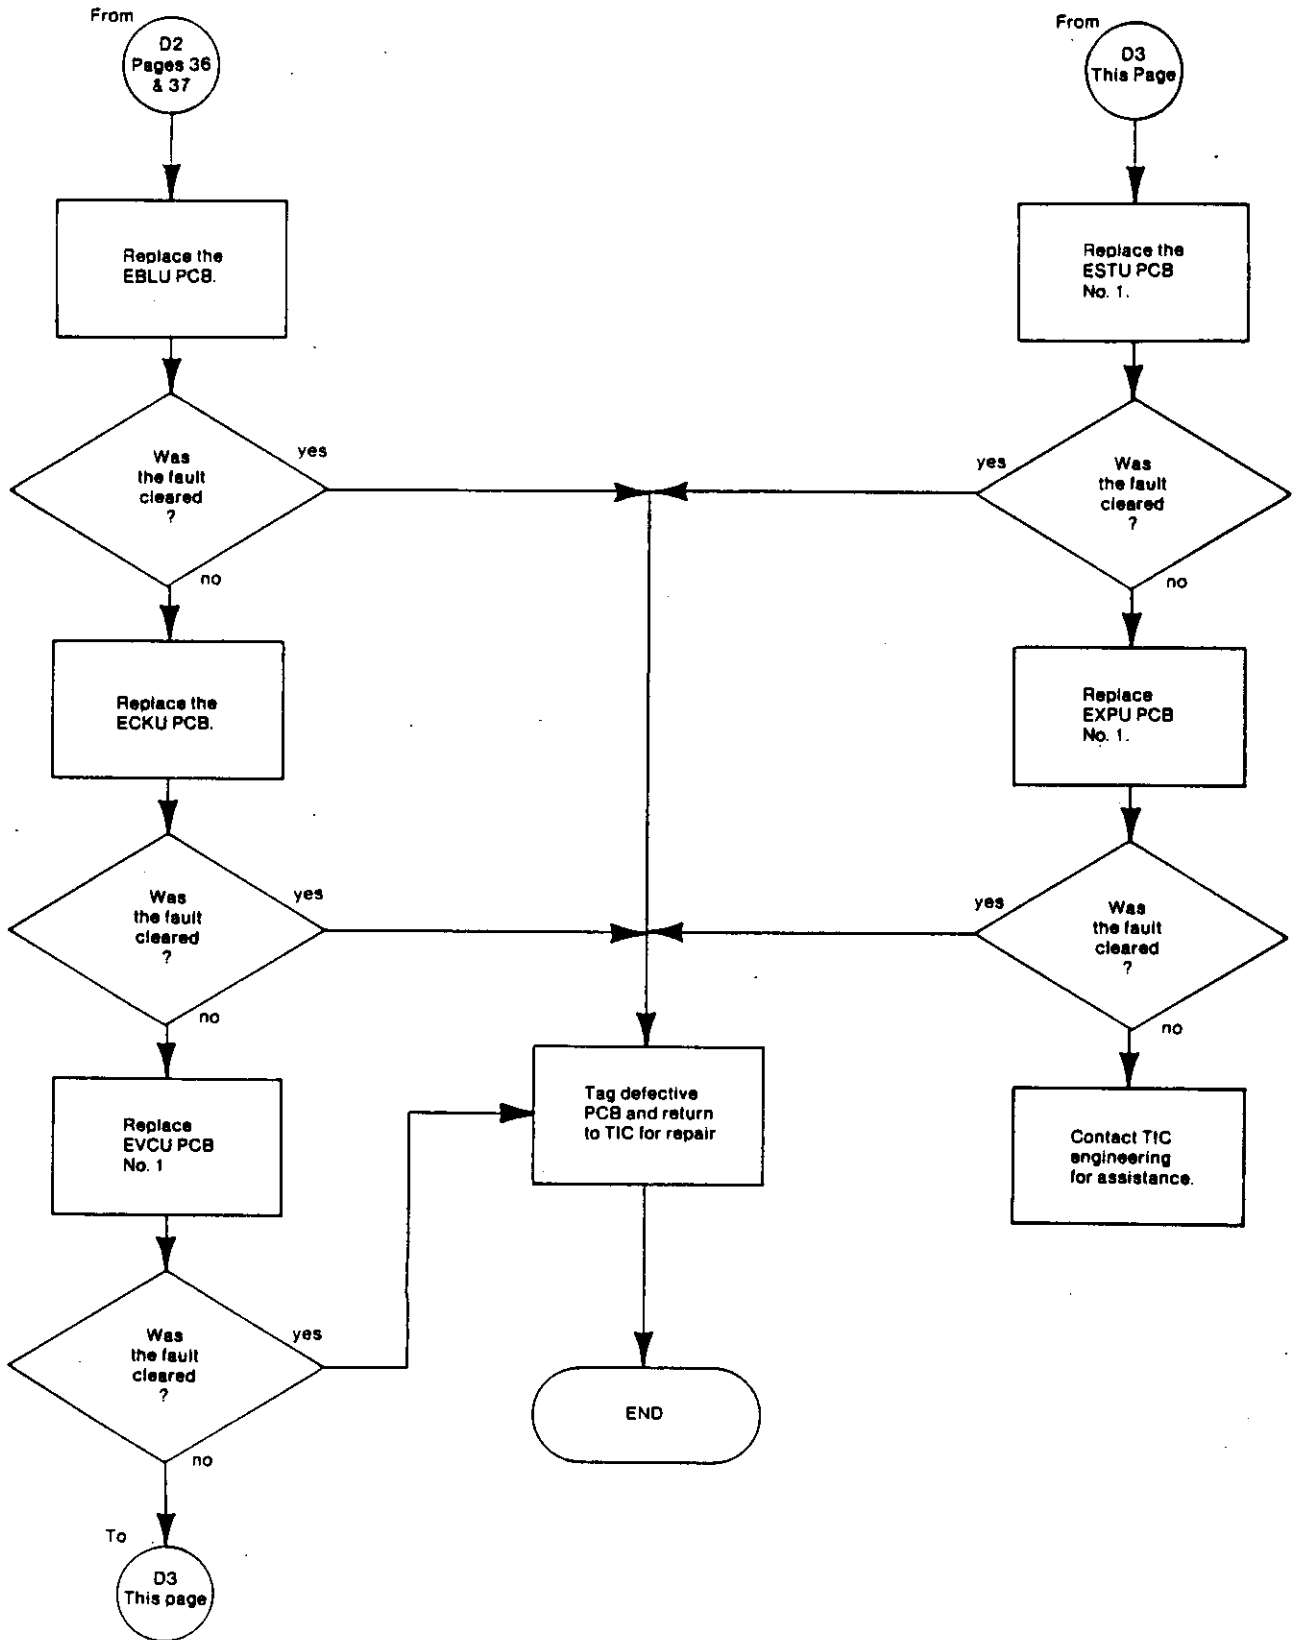 From
D2
Pages 36
& 37
Replace the
EBLU PCB.
Was
the fault
cleared
?
yes
no
Replace the
ECKU PCB.
Was
the fault
cleared
?
yes
no
Replace
EVCU PCB
No. 1
Was
the fault
cleared
?
yes
no
To
D3
This page
Tag defective
PCB and return
to TIC for repair
END
From
D3
This Page
Replace the
ESTU PCB
No. 1.
Was
the fault
cleared
?
yes
no
Replace
EXPU PCB
No. 1.
Was
the fault
cleared
?
yes
no
Contact TIC
engineering
for assistance.